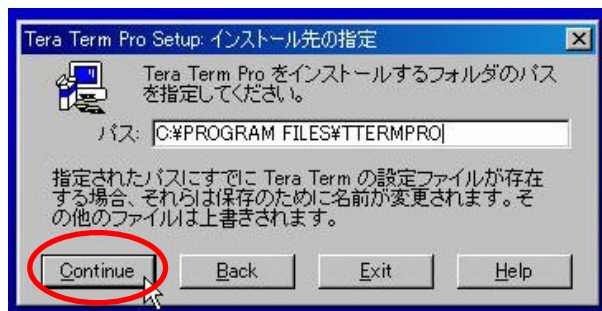 Tera Term Pro Setup: インストール先の指定
Tera Term Pro をインストールするフォルダのパス
を指定してください。
パス: C:¥PROGRAM FILES¥TTERMPRO
指定されたパスにすでに Tera Term の設定ファイルが存在
する場合、それらは保存のために名前が変更されます。そ
の他のファイルは上書きされます。
Continue Back Exit Help